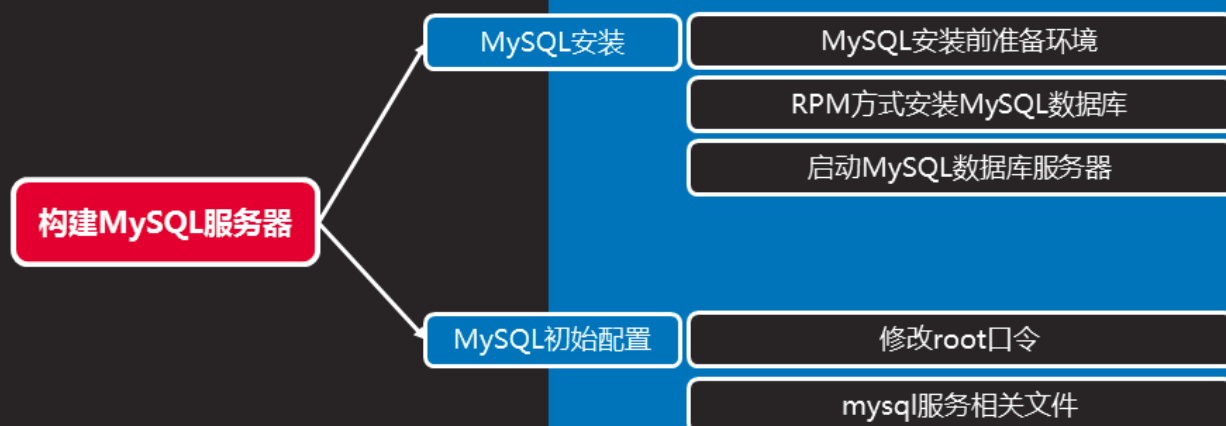 构建MySQL服务器
MySQL安装
MySQL安装前准备环境
RPM方式安装MySQL数据库
启动MySQL数据库服务器
MySQL初始配置
修改root口令
mysql服务相关文件